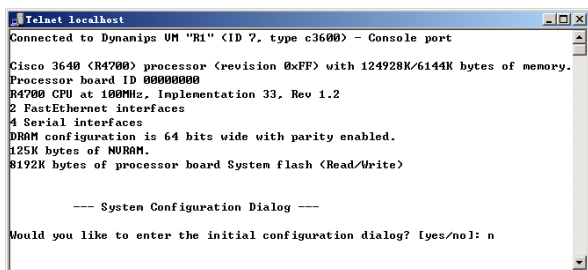 Telnet localhost
Connected to Dynamips VM "R1" (ID 7, type c3600) - Console port
Cisco 3640 (R4700) processor (revision 0xFF) with 124928K/6144K bytes of memory.
Processor board ID 00000000
R4700 CPU at 100MHz, Implementation 33, Rev 1.2
2 FastEthernet interfaces
4 Serial interfaces
DRAM configuration is 64 bits wide with parity enabled.
125K bytes of NVRAM.
8192K bytes of processor board System flash (Read/Write)
--- System Configuration Dialog ---
Would you like to enter the initial configuration dialog? [yes/no]: n